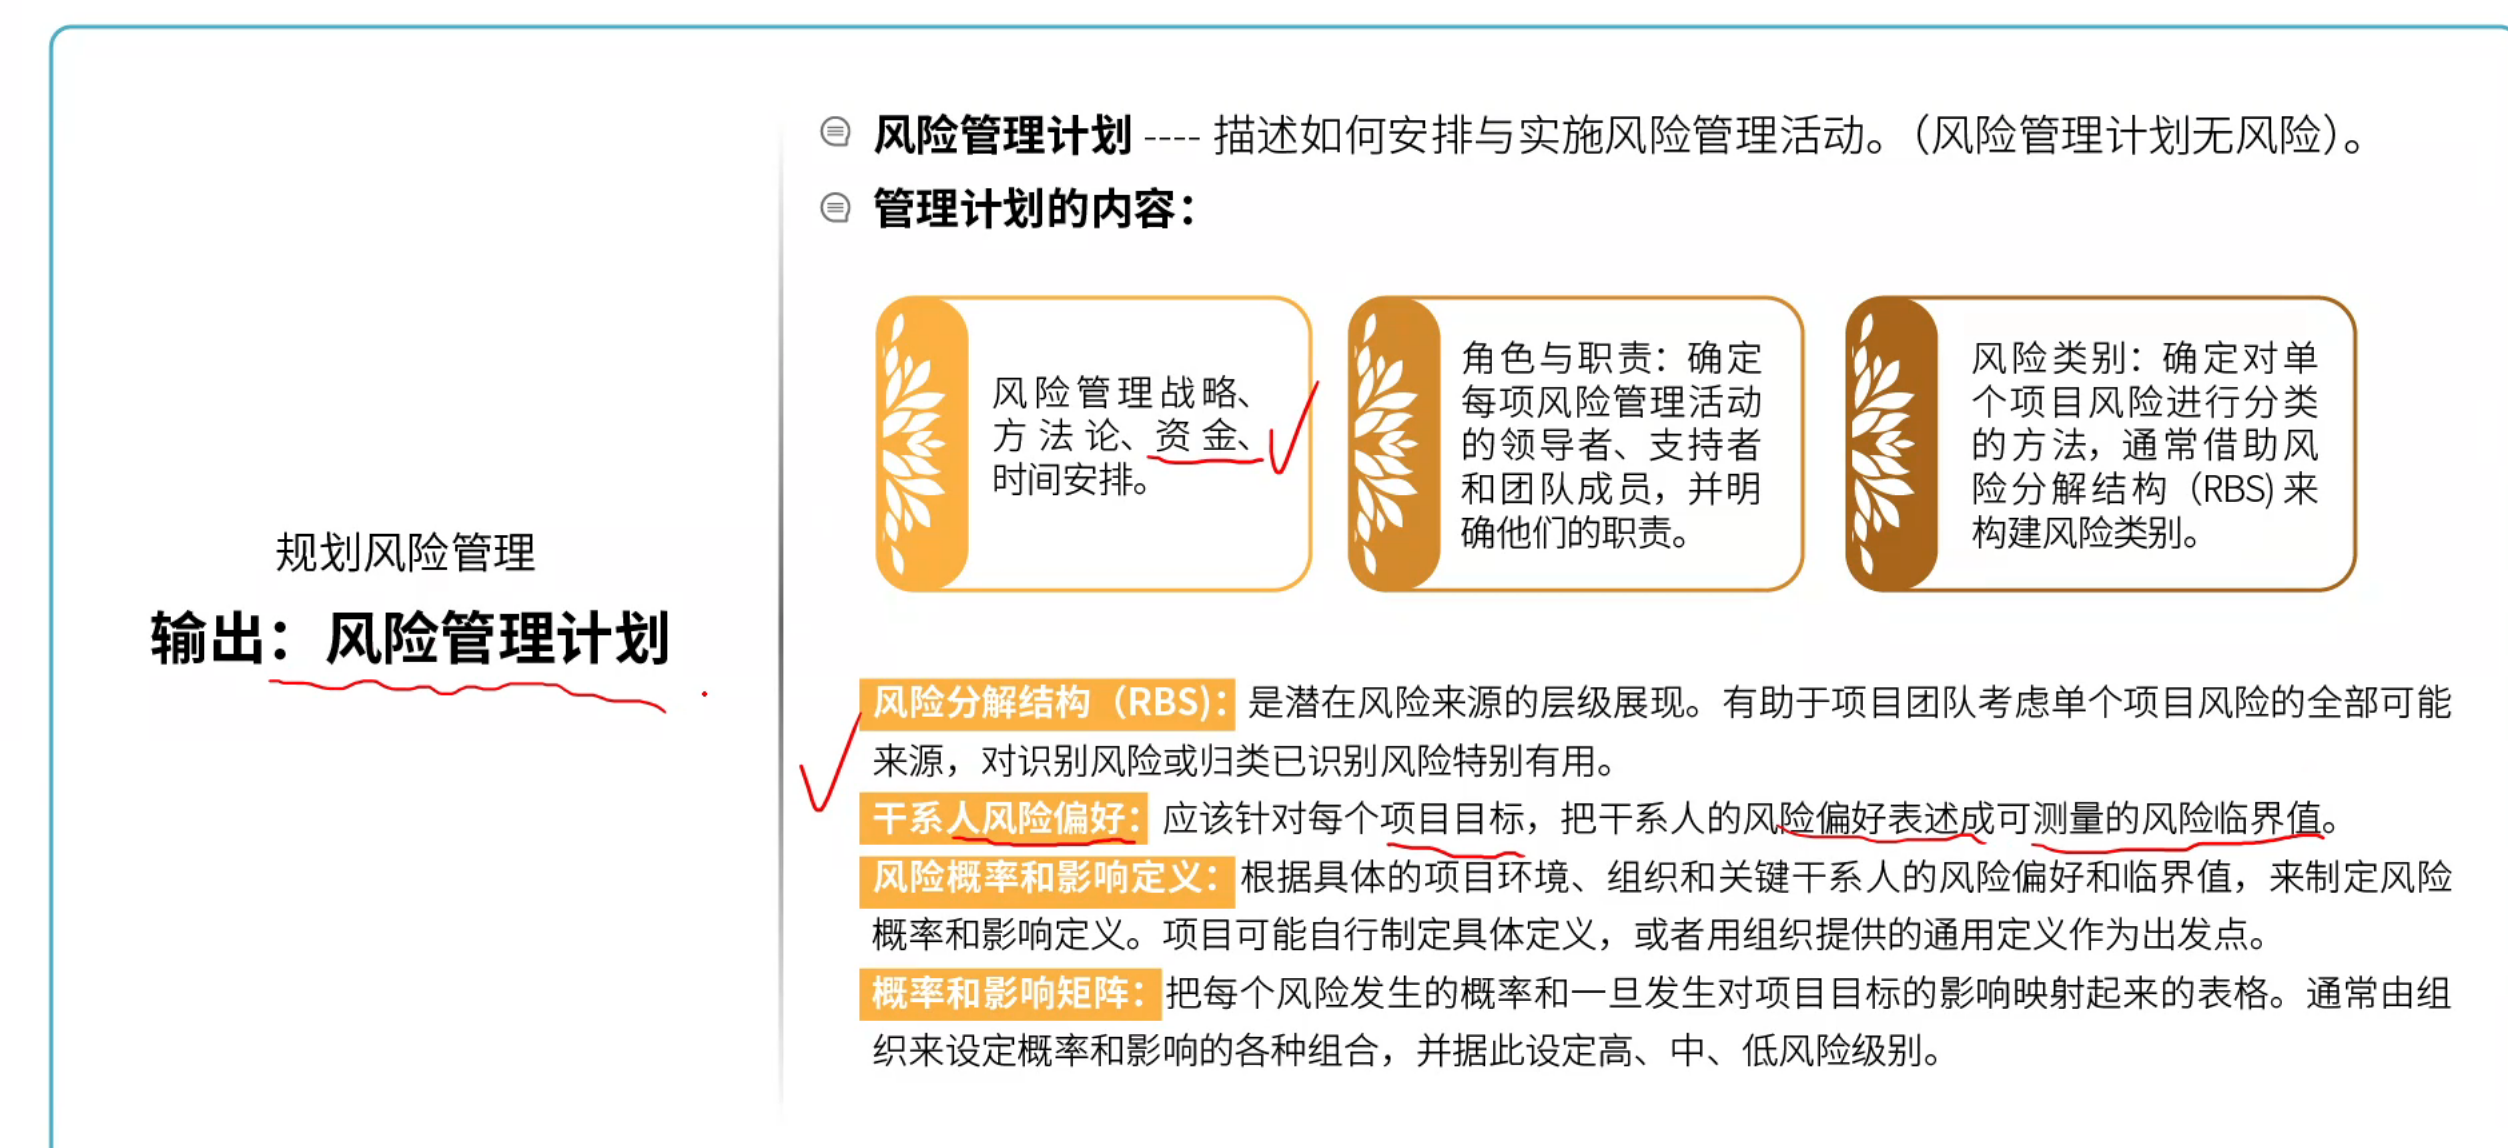 规划风险管理
输出：风险管理计划
风险管理计划 ---- 描述如何安排与实施风险管理活动。（风险管理计划无风险）。
管理计划的内容：
风险管理战略、
方法论、资金、
时间安排。
角色与职责：确定
每项风险管理活动
的领导者、支持者
和团队成员，并明
确他们的职责。
风险类别：确定对单
个项目风险进行分类
的方法，通常借助风
险分解结构（RBS)来
构建风险类别。
风险分解结构（RBS)：是潜在风险来源的层级展现。有助于项目团队考虑单个项目风险的全部可能
来源，对识别风险或归类已识别风险特别有用。
干系人风险偏好：应该针对每个项目目标，把干系人的风险偏好表述成可测量的风险临界值。
风险概率和影响定义：根据具体的项目环境、组织和关键干系人的风险偏好和临界值，来制定风险
概率和影响定义。项目可能自行制定具体定义，或者用组织提供的通用定义作为出发点。
概率和影响矩阵：把每个风险发生的概率和一旦发生对项目目标的影响映射起来的表格。通常由组
织来设定概率和影响的各种组合，并据此设定高、中、低风险级别。